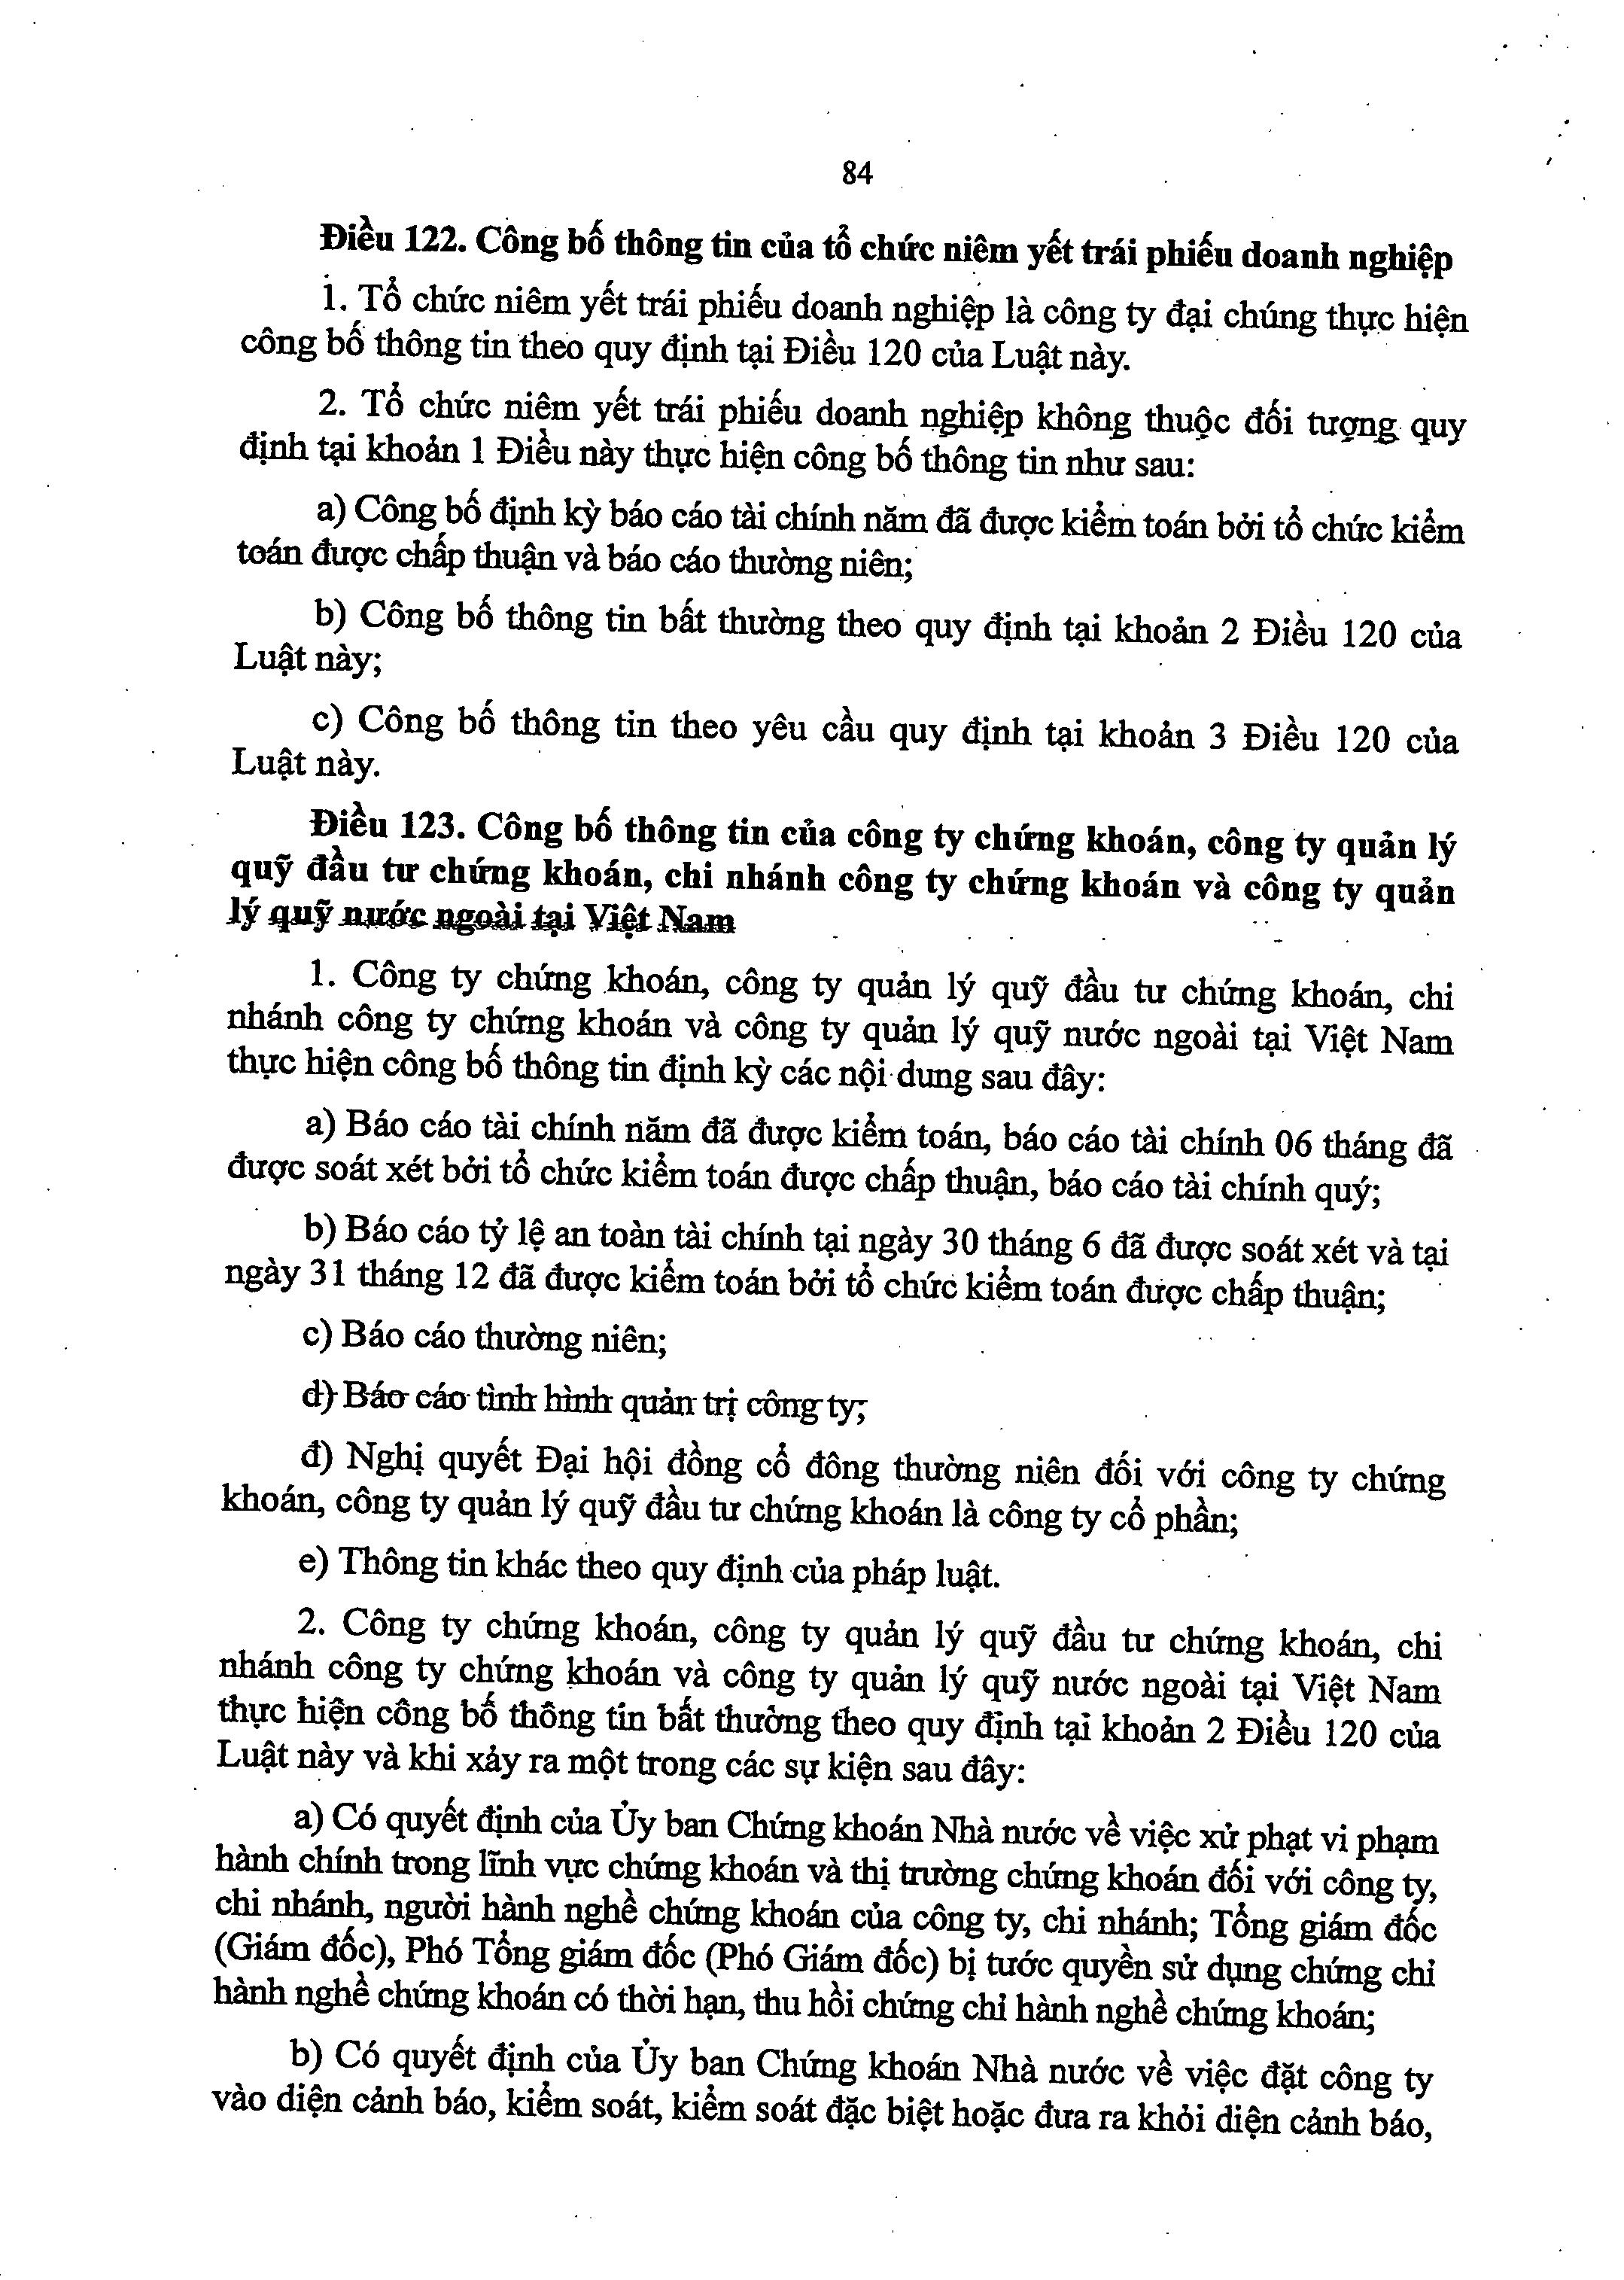 84
Điều 122. Công bố thông tin của tổ chức niêm yết trái phiếu doanh nghiệp
1. Tổ chức niêm yết trái phiếu doanh nghiệp là công ty đại chúng thực hiện
công bố thông tin theo quy định tại Điều 120 của Luật này.
2. Tổ chức niêm yết trái phiếu doanh nghiệp không thuộc đối tượng quy
định tại khoản 1 Điều này thực hiện công bố thông tin như sau:
a) Công bố định kỳ báo cáo tài chính năm đã được kiểm toán bởi tổ chức kiểm
toán được chấp thuận và báo cáo thường niên;
b) Công bố thông tin bất thường theo quy định tại khoản 2 Điều 120 của
Luật này;
c) Công bố thông tin theo yêu cầu quy định tại khoản 3 Điều 120 của
Luật này.
Điều 123. Công bố thông tin của công ty chứng khoán, công ty quản lý
quỹ đầu tư chứng khoán, chi nhánh công ty chứng khoán và công ty quản
lý quỹ nước ngoài tại Việt Nam
1. Công ty chứng khoán, công ty quản lý quỹ đầu tư chứng khoán, chi
nhánh công ty chứng khoán và công ty quản lý quỹ nước ngoài tại Việt Nam
thực hiện công bố thông tin định kỳ các nội dung sau đây:
a) Báo cáo tài chính năm đã được kiểm toán, báo cáo tài chính 06 tháng đã
được soát xét bởi tổ chức kiểm toán được chấp thuận, báo cáo tài chính quý;
b) Báo cáo tỷ lệ an toàn tài chính tại ngày 30 tháng 6 đã được soát xét và tại
ngày 31 tháng 12 đã được kiểm toán bởi tổ chức kiểm toán được chấp thuận;
c) Báo cáo thường niên;
d) Báo cáo tình hình quản trị công ty;
đ) Nghị quyết Đại hội đồng cổ đông thường niên đối với công ty chứng
khoán, công ty quản lý quỹ đầu tư chứng khoán là công ty cổ phần;
e) Thông tin khác theo quy định của pháp luật.
2. Công ty chứng khoán, công ty quản lý quỹ đầu tư chứng khoán, chi
nhánh công ty chứng khoán và công ty quản lý quỹ nước ngoài tại Việt Nam
thực hiện công bố thông tin bất thường theo quy định tại khoản 2 Điều 120 của
Luật này và khi xảy ra một trong các sự kiện sau đây:
a) Có quyết định của Ủy ban Chứng khoán Nhà nước về việc xử phạt vi phạm
hành chính trong lĩnh vực chứng khoán và thị trường chứng khoán đối với công ty,
chi nhánh, người hành nghề chứng khoán của công ty, chi nhánh; Tổng giám đốc
(Giám đốc), Phó Tổng giám đốc (Phó Giám đốc) bị tước quyền sử dụng chứng chỉ
hành nghề chứng khoán có thời hạn, thu hồi chứng chỉ hành nghề chứng khoán;
b) Có quyết định của Ủy ban Chứng khoán Nhà nước về việc đặt công ty
vào diện cảnh báo, kiểm soát, kiểm soát đặc biệt hoặc đưa ra khỏi diện cảnh báo,